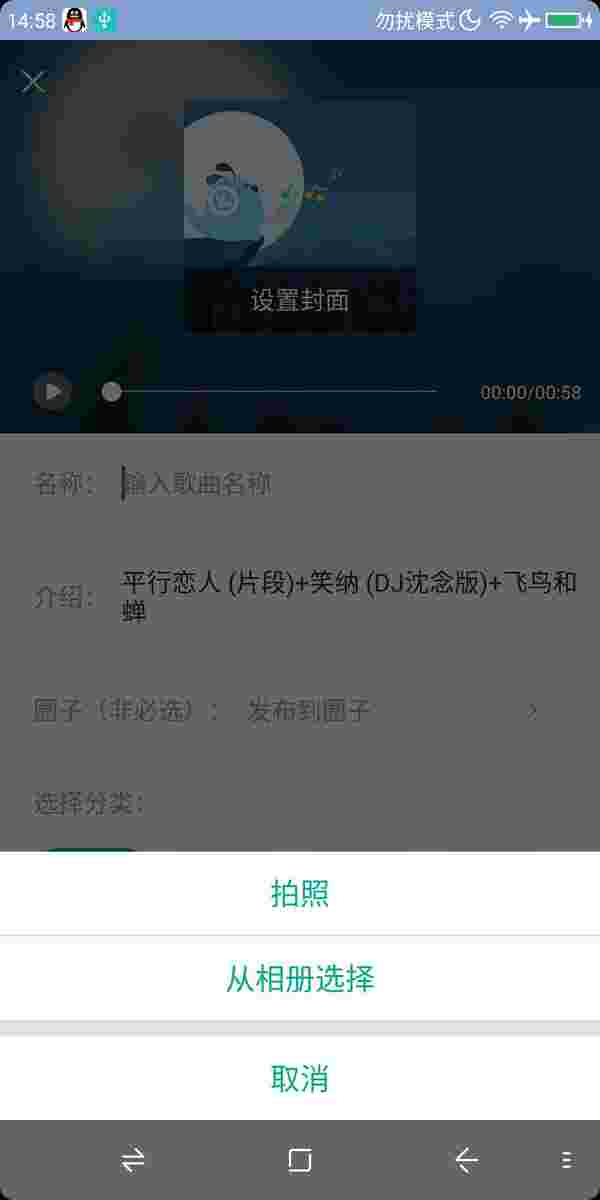 14:58 勿扰模式
设置封面
00:00/00:58
名称： 输入歌曲名称
介绍： 平行恋人 (片段)+笑纳 (DJ沈念版)+飞鸟和
蝉
圈子（非必选）： 发布到圈子
选择分类：
拍照
从相册选择
取消